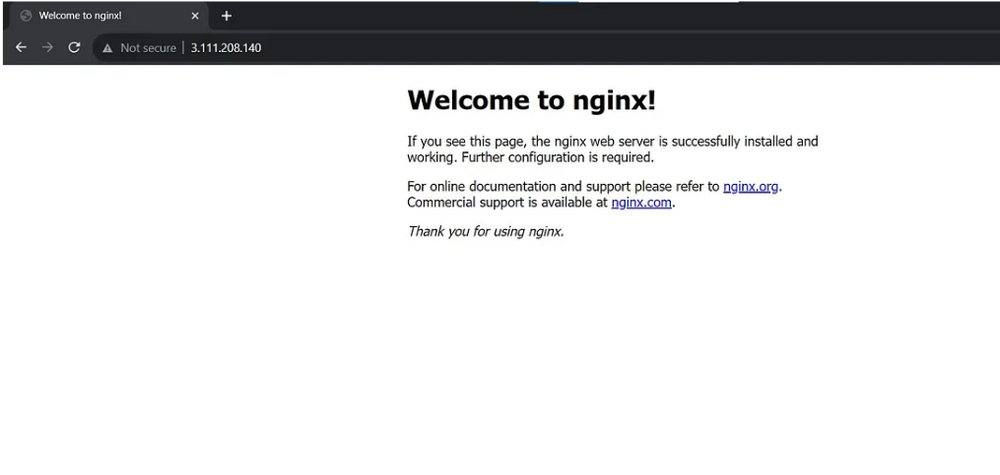 Welcome to nginx!
Not secure | 3.111.208.140
Welcome to nginx!
If you see this page, the nginx web server is successfully installed and
working. Further configuration is required.
For online documentation and support please refer to nginx.org.
Commercial support is available at nginx.com.
Thank you for using nginx.